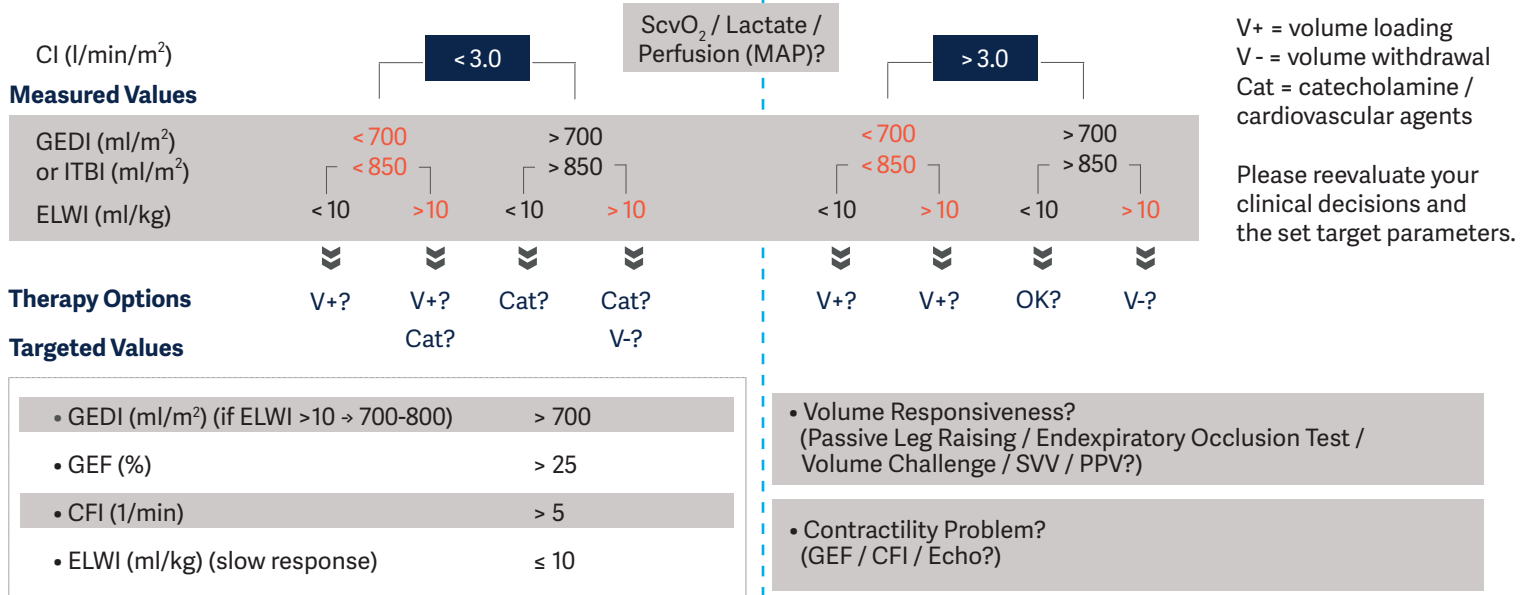 ScvO₂ / Lactate /
Perfusion (MAP)?
CI (l/min/m²) < 3.0 > 3.0
Measured Values
GEDI (ml/m²) < 700 > 700 < 700 > 700
or ITBI (ml/m²) < 850 > 850 < 850 > 850
ELWI (ml/kg) < 10 > 10 < 10 > 10 < 10 > 10 < 10 > 10
Therapy Options V+? V+? Cat? Cat? V+? V+? OK? V-?
Cat? V-?
Targeted Values
V+ = volume loading
V - = volume withdrawal
Cat = catecholamine /
cardiovascular agents
Please reevaluate your
clinical decisions and
the set target parameters.
• GEDI (ml/m²) (if ELWI >10 → 700-800) > 700
• GEF (%) > 25
• CFI (1/min) > 5
• ELWI (ml/kg) (slow response) ≤ 10
• Volume Responsiveness?
(Passive Leg Raising / Endexpiratory Occlusion Test /
Volume Challenge / SVV / PPV?)
• Contractility Problem?
(GEF / CFI / Echo?)